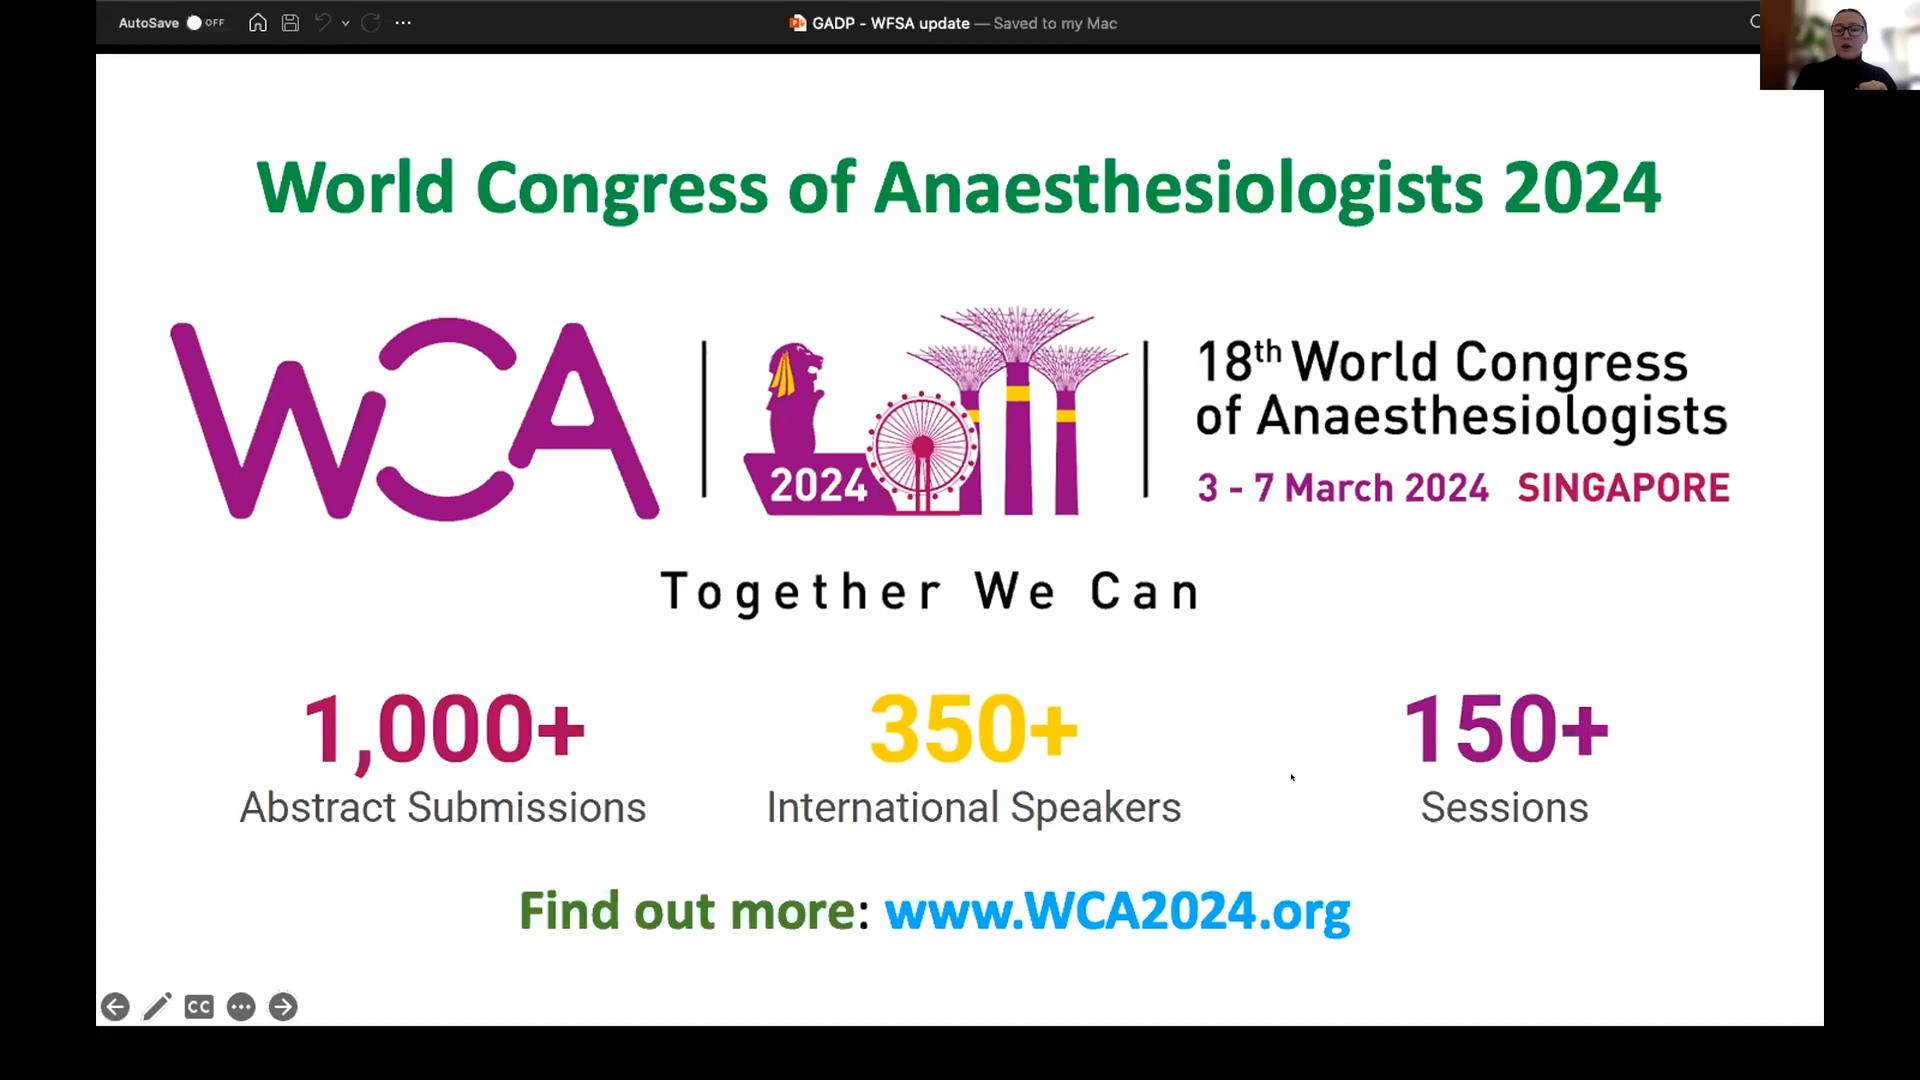 AutoSave OFF
GADP - WFSA update — Saved to my Mac
World Congress of Anaesthesiologists 2024
WCA
2024
18th World Congress
of Anaesthesiologists
3 - 7 March 2024 SINGAPORE
Together We Can
1,000+
Abstract Submissions
350+
International Speakers
150+
Sessions
Find out more: www.WCA2024.org
CC